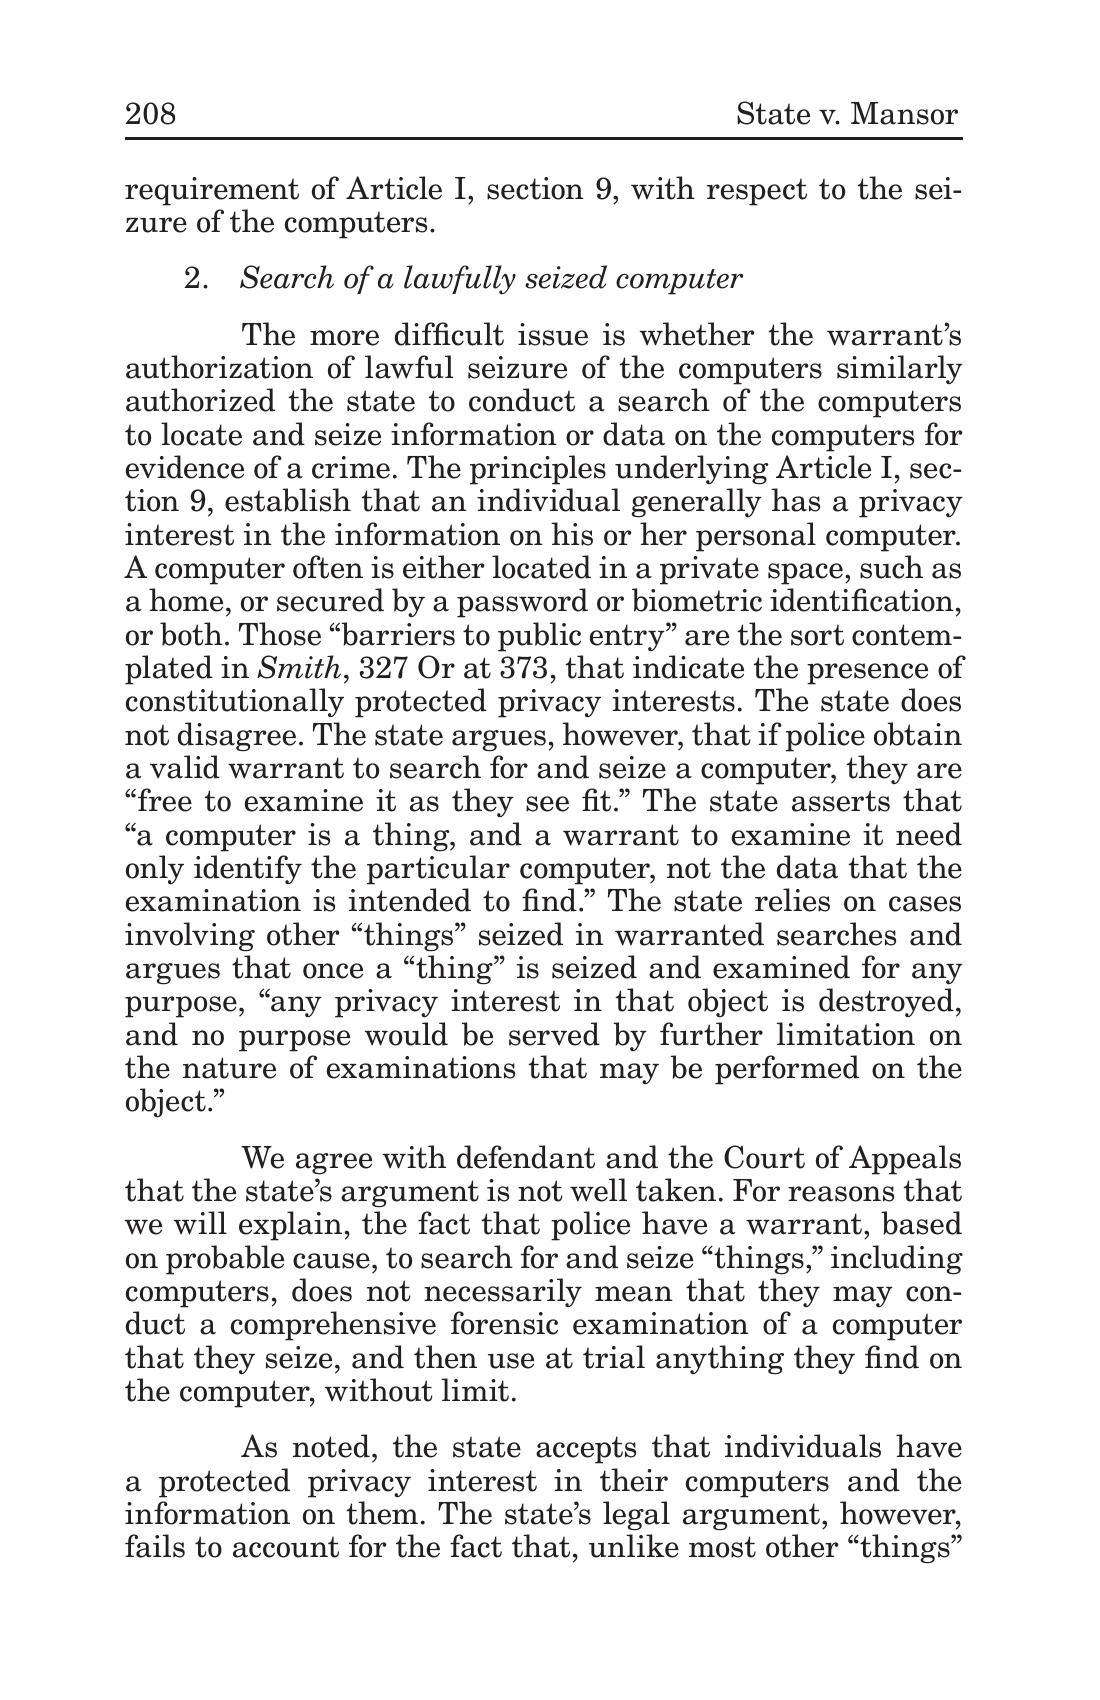 208 State v. Mansor
requirement of Article I, section 9, with respect to the sei-
zure of the computers.
2. Search of a lawfully seized computer
The more difficult issue is whether the warrant’s
authorization of lawful seizure of the computers similarly
authorized the state to conduct a search of the computers
to locate and seize information or data on the computers for
evidence of a crime. The principles underlying Article I, sec-
tion 9, establish that an individual generally has a privacy
interest in the information on his or her personal computer.
A computer often is either located in a private space, such as
a home, or secured by a password or biometric identification,
or both. Those “barriers to public entry” are the sort contem-
plated in Smith, 327 Or at 373, that indicate the presence of
constitutionally protected privacy interests. The state does
not disagree. The state argues, however, that if police obtain
a valid warrant to search for and seize a computer, they are
“free to examine it as they see fit.” The state asserts that
“a computer is a thing, and a warrant to examine it need
only identify the particular computer, not the data that the
examination is intended to find.” The state relies on cases
involving other “things” seized in warranted searches and
argues that once a “thing” is seized and examined for any
purpose, “any privacy interest in that object is destroyed,
and no purpose would be served by further limitation on
the nature of examinations that may be performed on the
object.”
We agree with defendant and the Court of Appeals
that the state’s argument is not well taken. For reasons that
we will explain, the fact that police have a warrant, based
on probable cause, to search for and seize “things,” including
computers, does not necessarily mean that they may con-
duct a comprehensive forensic examination of a computer
that they seize, and then use at trial anything they find on
the computer, without limit.
As noted, the state accepts that individuals have
a protected privacy interest in their computers and the
information on them. The state’s legal argument, however,
fails to account for the fact that, unlike most other “things”